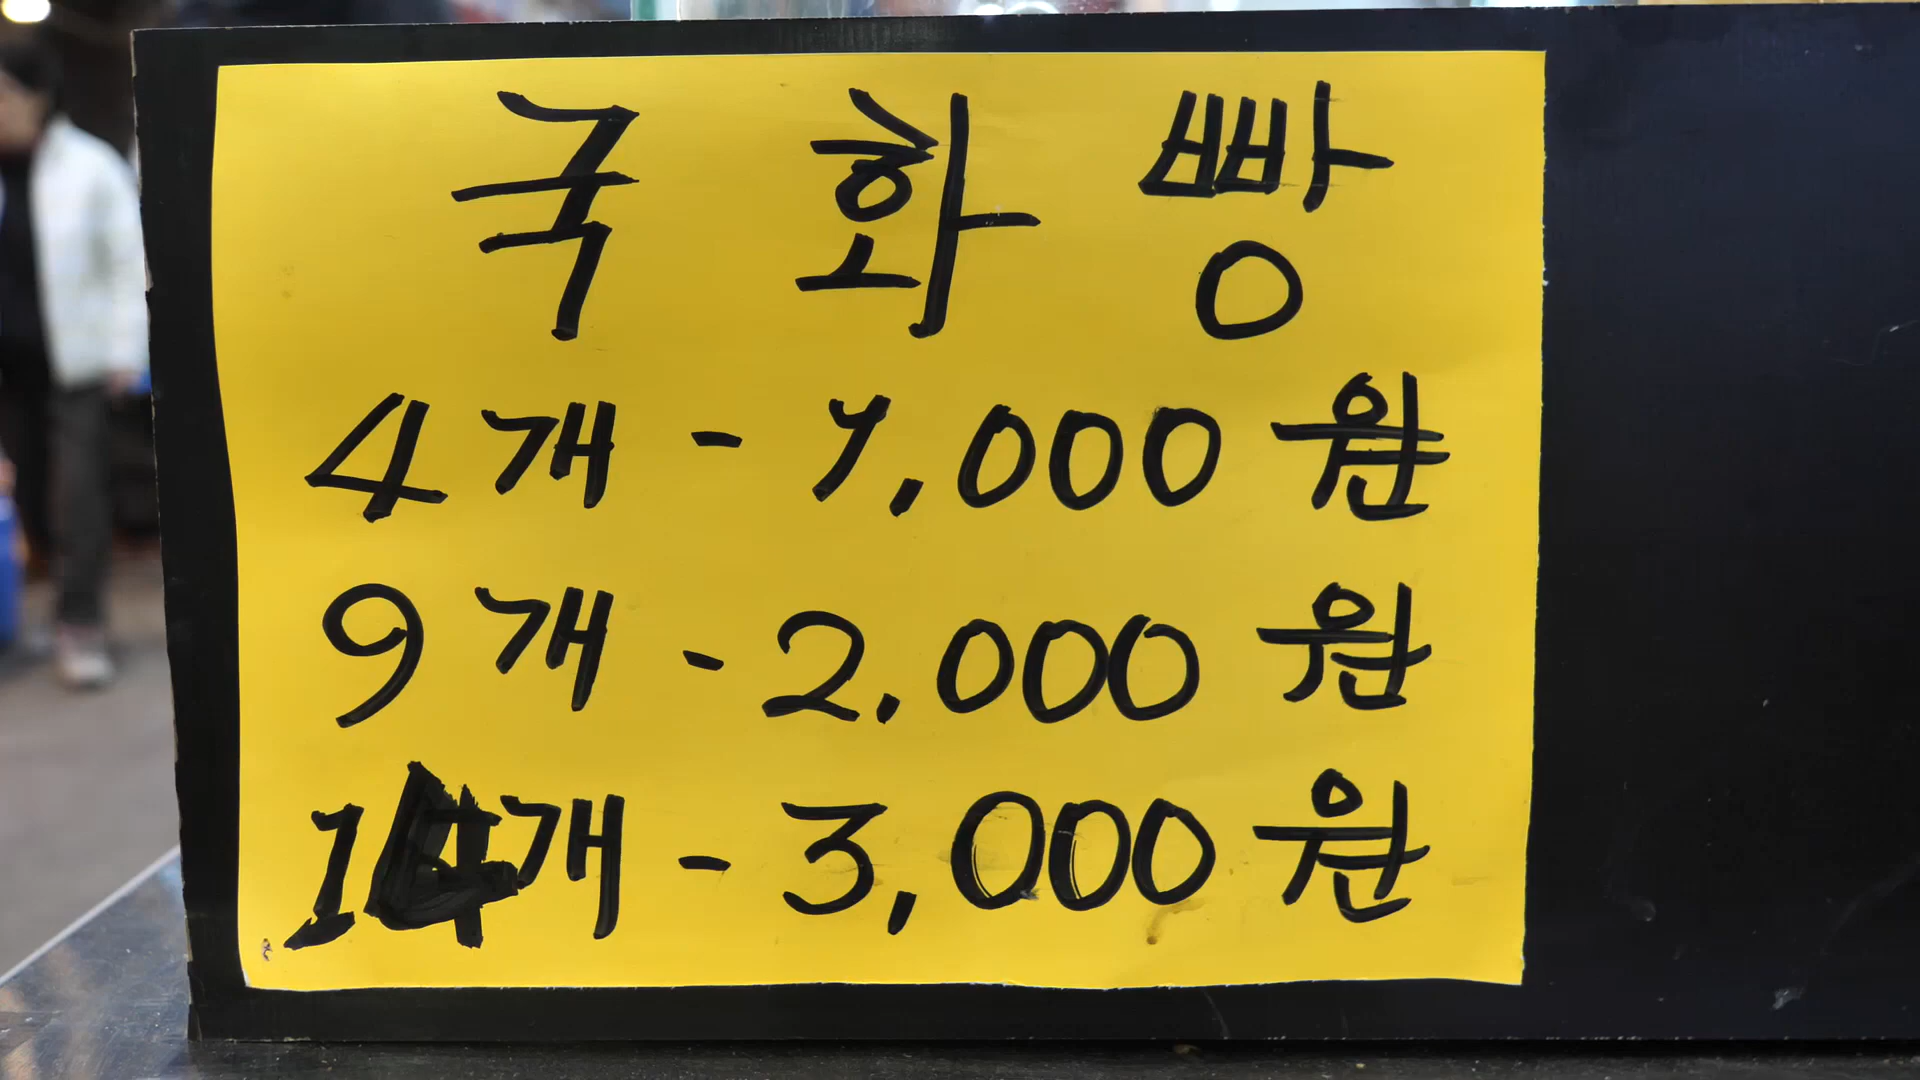 국화빵
4개 - 1,000원
9개 - 2.000원
14개 - 3,000원